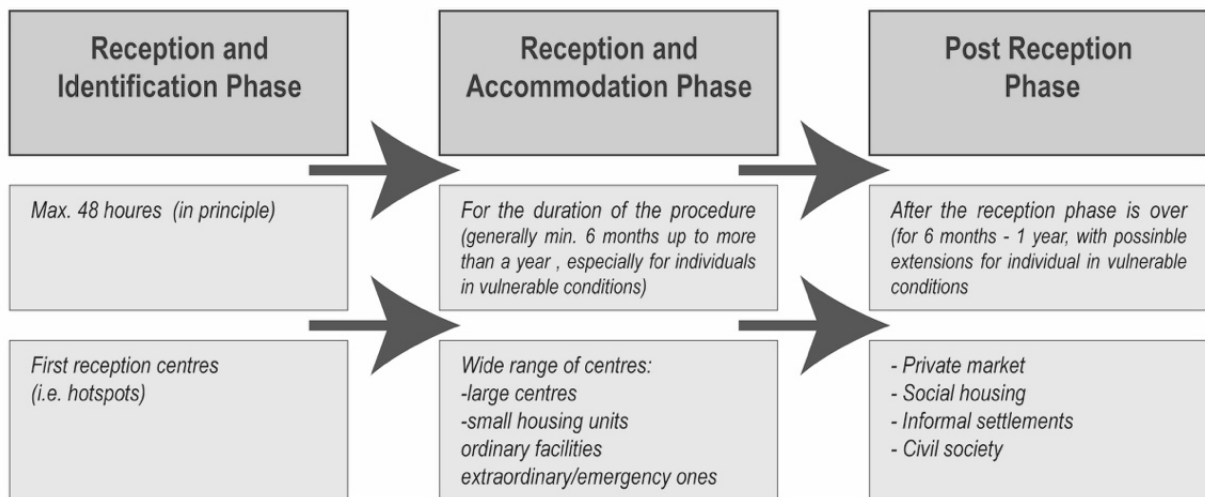 Reception and
Identification Phase
Reception and
Accommodation Phase
Post Reception
Phase
Max. 48 houres (in principle)
For the duration of the procedure
(generally min. 6 months up to more
than a year , especially for individuals
in vulnerable conditions)
After the reception phase is over
(for 6 months - 1 year, with possinble
extensions for individual in vulnerable
conditions
First reception centres
(i.e. hotspots)
Wide range of centres:
-large centres
-small housing units
ordinary facilities
extraordinary/emergency ones
- Private market
- Social housing
- Informal settlements
- Civil society